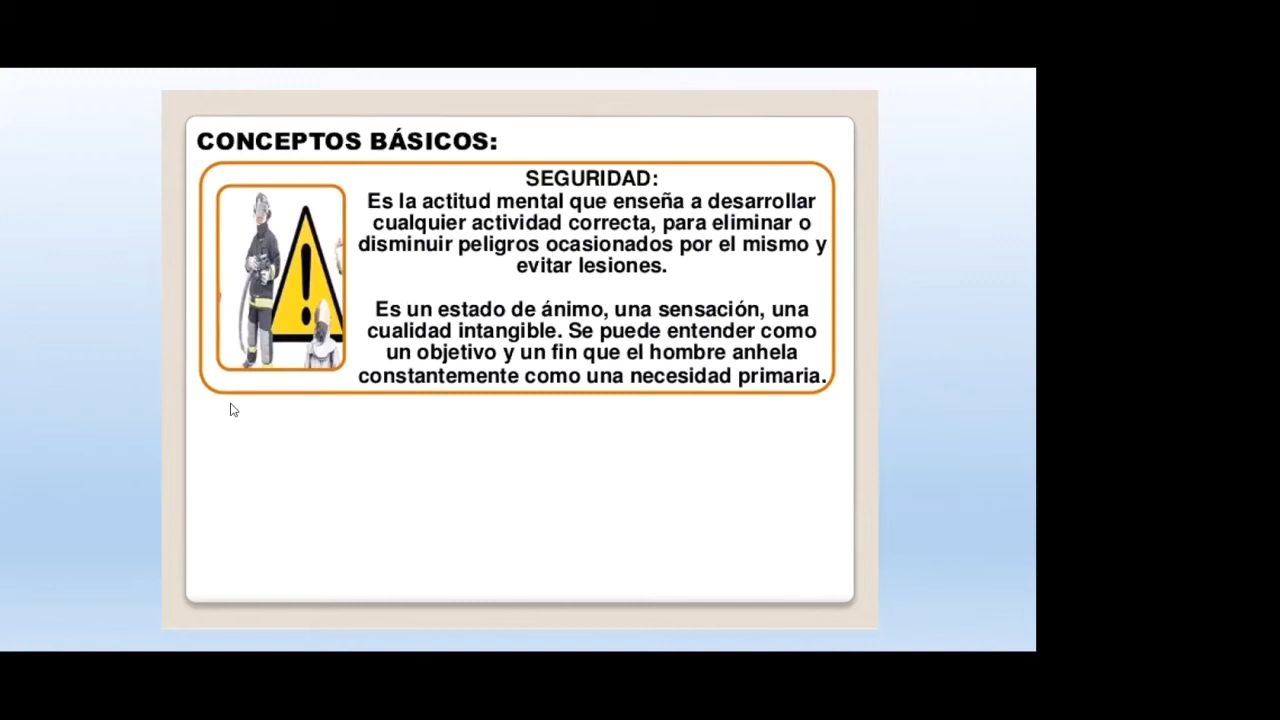 CONCEPTOS BÁSICOS:
SEGURIDAD:
Es la actitud mental que enseña a desarrollar
cualquier actividad correcta, para eliminar o
disminuir peligros ocasionados por el mismo y
evitar lesiones.
Es un estado de ánimo, una sensación, una
cualidad intangible. Se puede entender como
un objetivo y un fin que el hombre anhela
constantemente como una necesidad primaria.